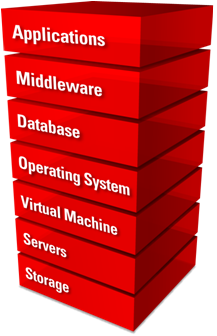 Applications
Middleware
Database
Operating System
Virtual Machine
Servers
Storage